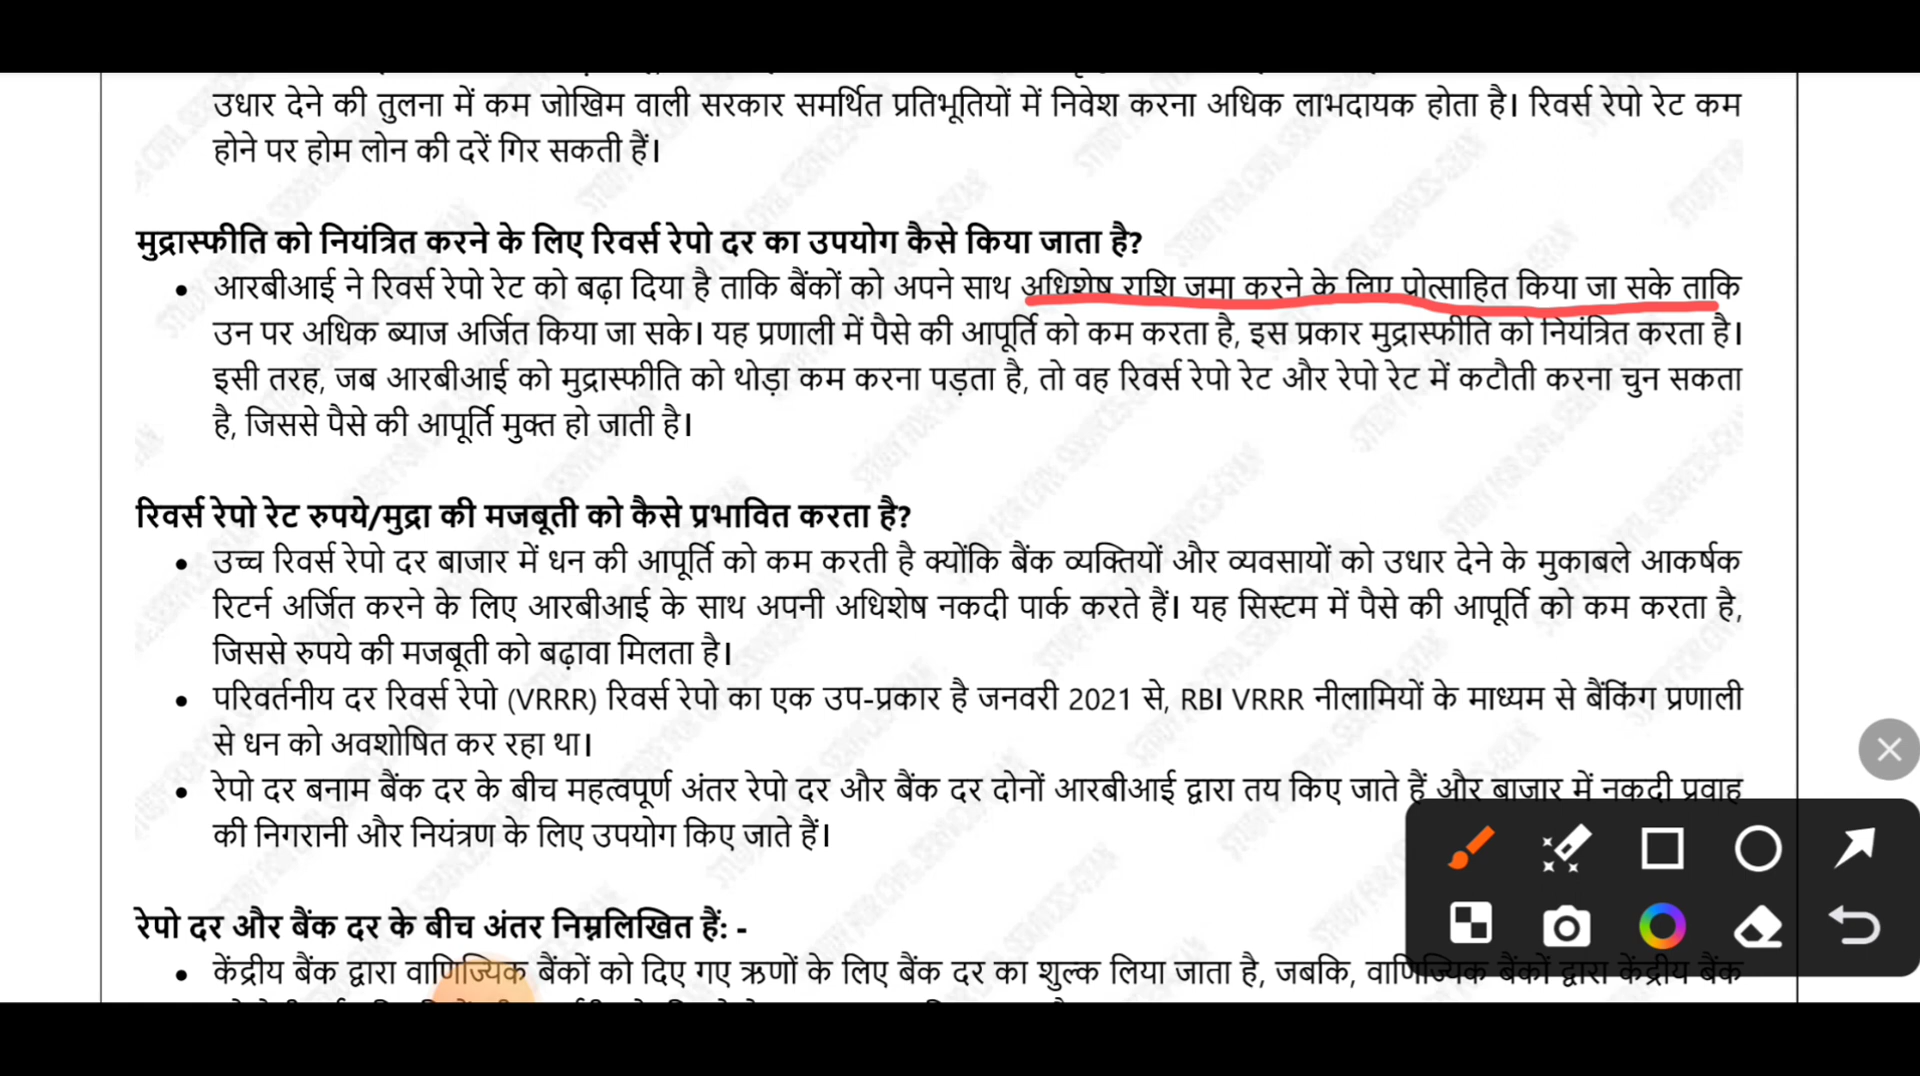 उधार देने की तुलना में कम जोखिम वाली सरकार समर्थित प्रतिभूतियों में निवेश करना अधिक लाभदायक होता है। रिवर्स रेपो रेट कम
होने पर होम लोन की दरें गिर सकती हैं।
मुद्रास्फीति को नियंत्रित करने के लिए रिवर्स रेपो दर का उपयोग कैसे किया जाता है?
• आरबीआई ने रिवर्स रेपो रेट को बढ़ा दिया है ताकि बैंकों को अपने साथ अधिशेष राशि जमा करने के लिए प्रोत्साहित किया जा सके ताकि
उन पर अधिक ब्याज अर्जित किया जा सके। यह प्रणाली में पैसे की आपूर्ति को कम करता है, इस प्रकार मुद्रास्फीति को नियंत्रित करता है।
इसी तरह, जब आरबीआई को मुद्रास्फीति को थोड़ा कम करना पड़ता है, तो वह रिवर्स रेपो रेट और रेपो रेट में कटौती करना चुन सकता
है, जिससे पैसे की आपूर्ति मुक्त हो जाती है।
रिवर्स रेपो रेट रुपये/मुद्रा की मजबूती को कैसे प्रभावित करता है?
• उच्च रिवर्स रेपो दर बाजार में धन की आपूर्ति को कम करती है क्योंकि बैंक व्यक्तियों और व्यवसायों को उधार देने के मुकाबले आकर्षक
रिटर्न अर्जित करने के लिए आरबीआई के साथ अपनी अधिशेष नकदी पार्क करते हैं। यह सिस्टम में पैसे की आपूर्ति को कम करता है,
जिससे रुपये की मजबूती को बढ़ावा मिलता है।
• परिवर्तनीय दर रिवर्स रेपो (VRRR) रिवर्स रेपो का एक उप-प्रकार है जनवरी 2021 से, RBI VRRR नीलामियों के माध्यम से बैंकिंग प्रणाली
से धन को अवशोषित कर रहा था।
• रेपो दर बनाम बैंक दर के बीच महत्वपूर्ण अंतर रेपो दर और बैंक दर दोनों आरबीआई द्वारा तय किए जाते हैं और बाजार में नकदी प्रवाह
की निगरानी और नियंत्रण के लिए उपयोग किए जाते हैं।
रेपो दर और बैंक दर के बीच अंतर निम्नलिखित हैं: -
• केंद्रीय बैंक द्वारा वाणिज्यिक बैंकों को दिए गए ऋणों के लिए बैंक दर का शुल्क लिया जाता है, जबकि, वाणिज्यिक बैंकों द्वारा केंद्रीय बैंक